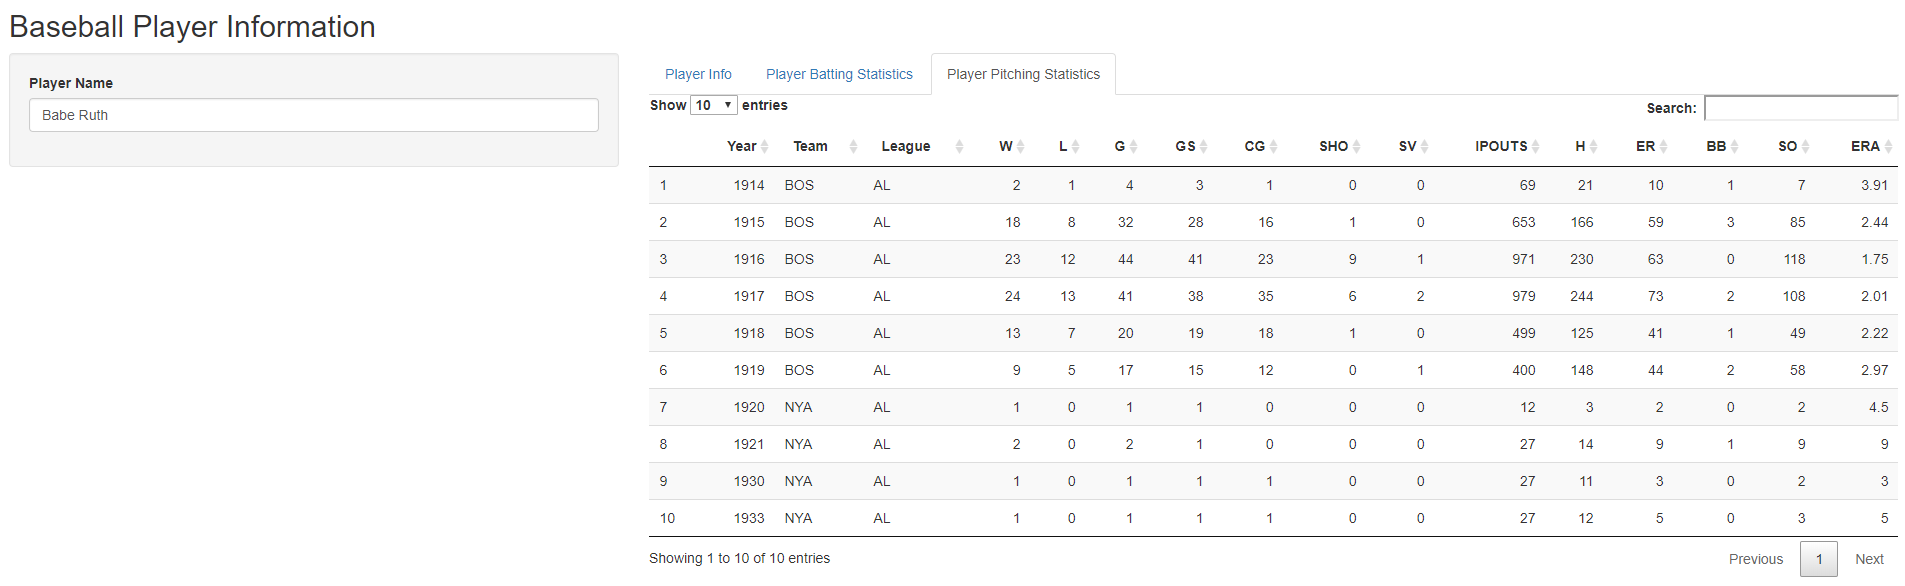 Baseball Player Information
Player Name
Babe Ruth
Player Info Player Batting Statistics Player Pitching Statistics
Show 10 entries Search:
Year Team League W L G GS CG SHO SV IPOUTS H ER BB SO ERA
1 1914 BOS AL 2 1 4 3 1 0 0 69 21 10 1 7 3.91
2 1915 BOS AL 18 8 32 28 16 1 0 653 166 59 3 85 2.44
3 1916 BOS AL 23 12 44 41 23 9 1 971 230 63 0 118 1.75
4 1917 BOS AL 24 13 41 38 35 6 2 979 244 73 2 108 2.01
5 1918 BOS AL 13 7 20 19 18 1 0 499 125 41 1 49 2.22
6 1919 BOS AL 9 5 17 15 12 0 1 400 148 44 2 58 2.97
7 1920 NYA AL 1 0 1 1 0 0 0 12 3 2 0 2 4.5
8 1921 NYA AL 2 0 2 1 0 0 0 27 14 9 1 9 9
9 1930 NYA AL 1 0 1 1 1 0 0 27 11 3 0 2 3
10 1933 NYA AL 1 0 1 1 1 0 0 27 12 5 0 3 5
Showing 1 to 10 of 10 entries Previous 1 Next